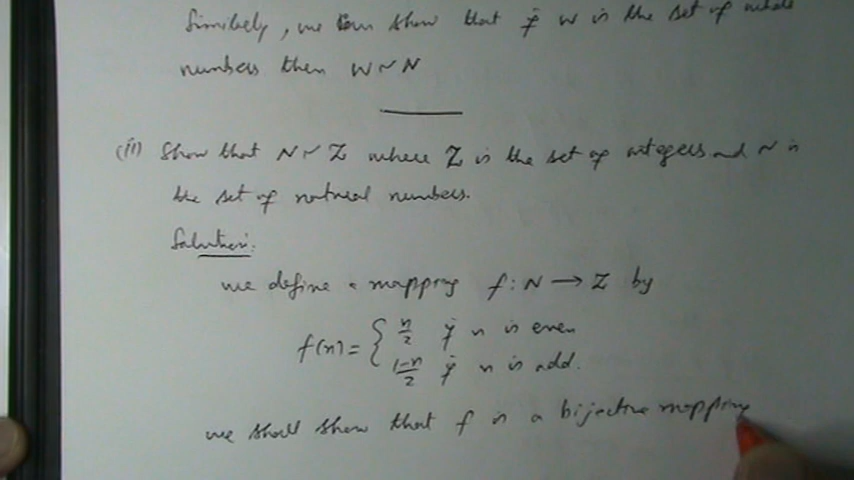 Similarly, we can show that if W is the set of whole
numbers then W ~ N
(ii) Show that N ~ Z where Z is the set of integers and N is
the set of natural numbers.
Solution:
we define a mapping f : N → Z by
f(n) = { n/2 if n is even
1-n/2 if n is odd.
we shall show that f is a bijective mapping